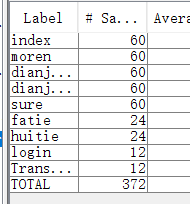 Label # Sa... Avera
index 60
moren 60
dianj... 60
dianj... 60
sure 60
fatie 24
huitie 24
login 12
Trans... 12
TOTAL 372